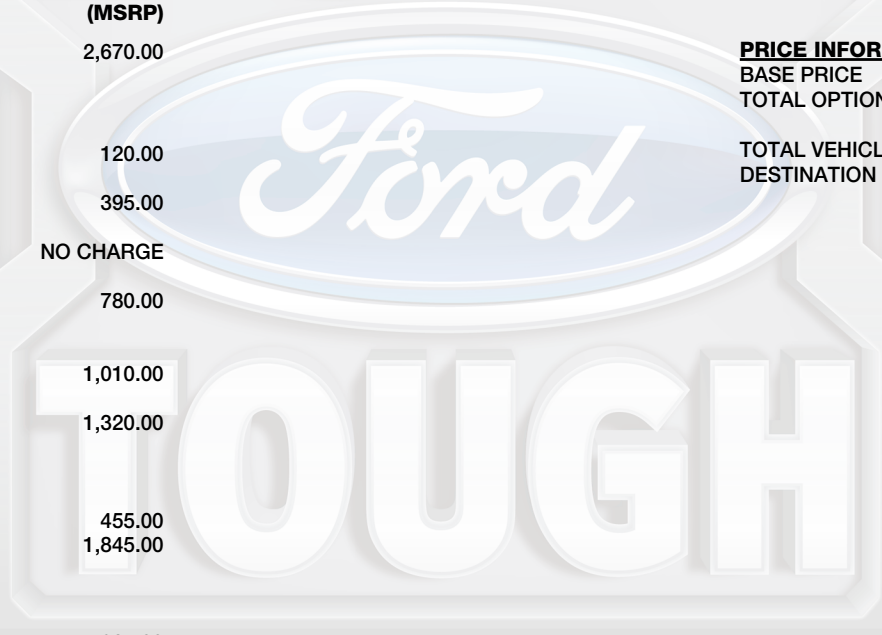 (MSRP)
2,670.00
120.00
395.00
NO CHARGE
780.00
1,010.00
1,320.00
455.00
1,845.00
PRICE INFOR
BASE PRICE
TOTAL OPTION
TOTAL VEHICL
DESTINATION
Ford
TOUGH